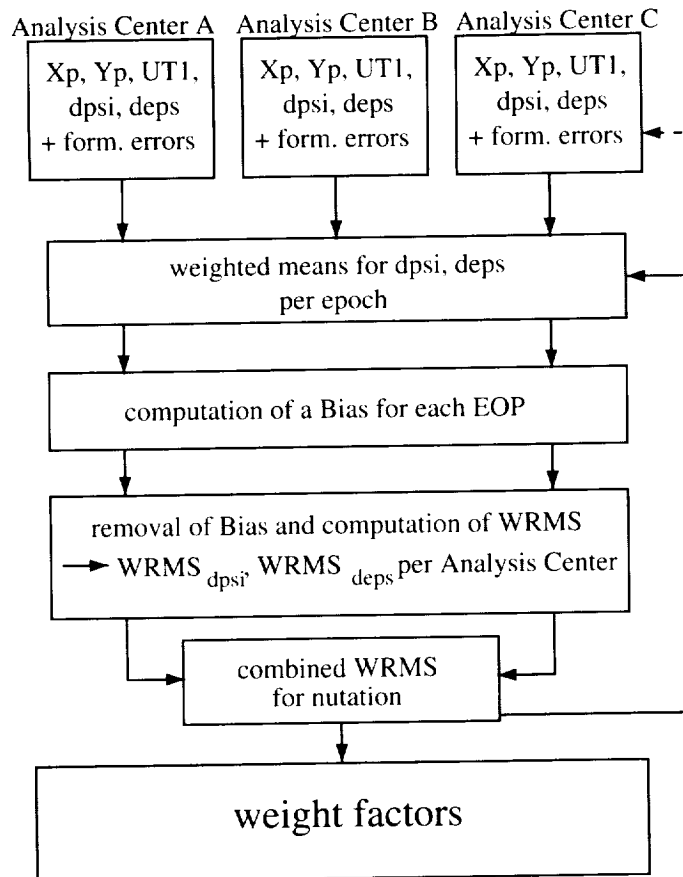 Analysis Center A
Analysis Center B
Analysis Center C
Xp, Yp, UT1,
dpsi, deps
+ form. errors
Xp, Yp, UT1,
dpsi, deps
+ form. errors
Xp, Yp, UT1,
dpsi, deps
+ form. errors
weighted means for dpsi, deps
per epoch
computation of a Bias for each EOP
removal of Bias and computation of WRMS
WRMS dpsi, WRMS deps per Analysis Center
combined WRMS
for nutation
weight factors